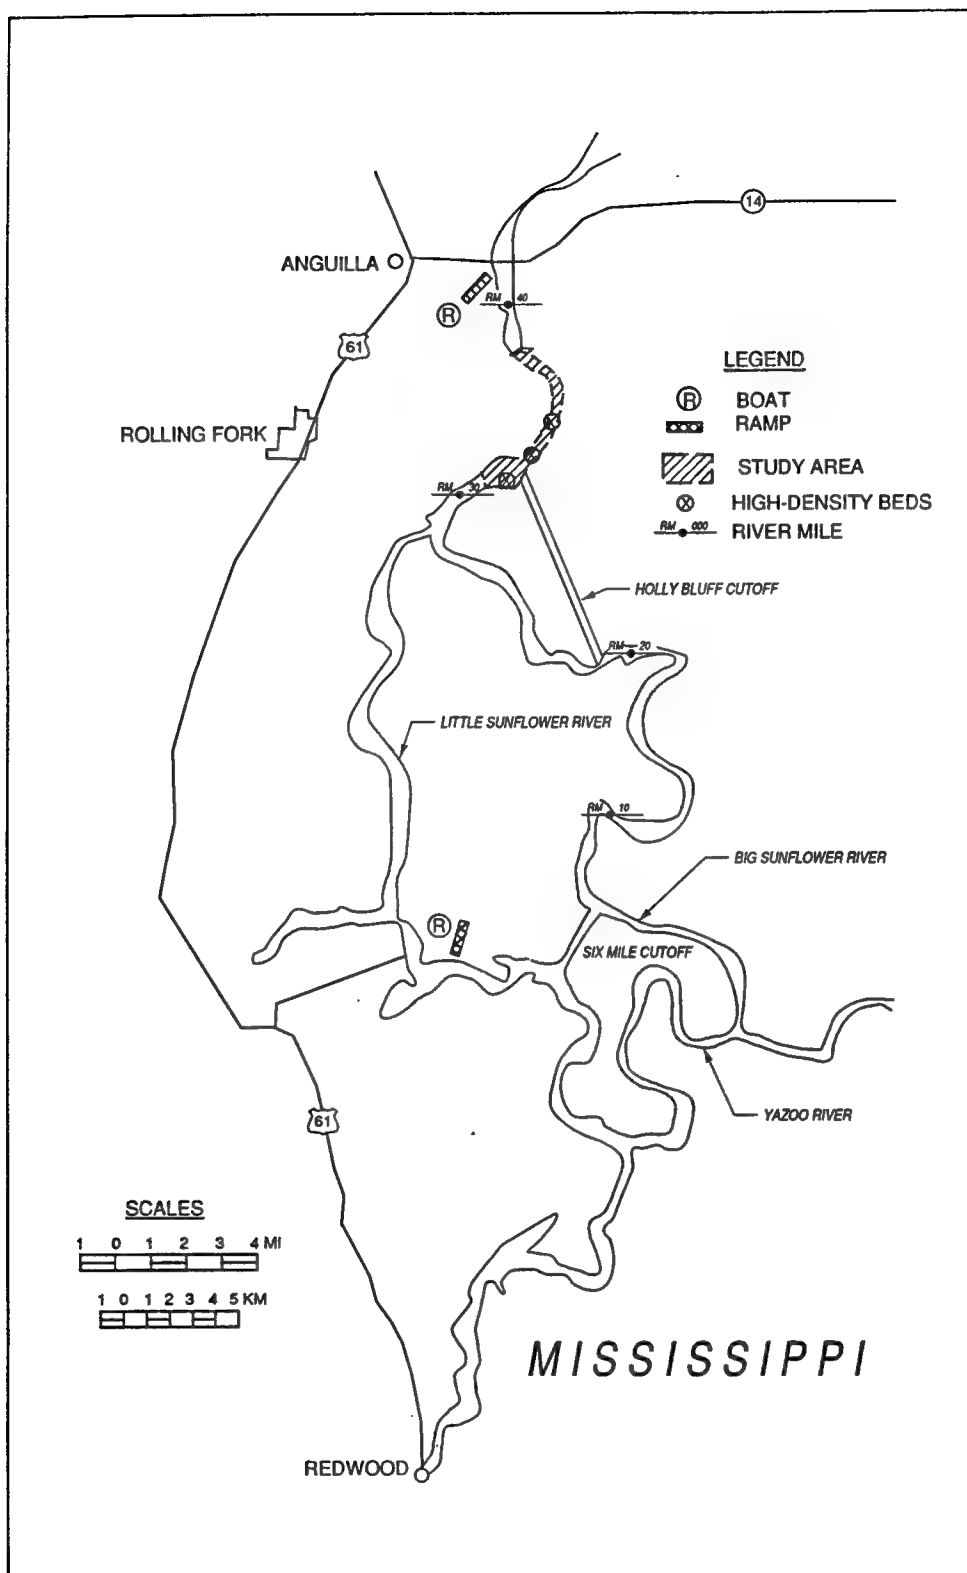 14
ANGUILLA
RM 40
R
61
LEGEND
R BOAT
RAMP
ROLLING FORK
STUDY AREA
RM 30
HIGH-DENSITY BEDS
RM 000 RIVER MILE
HOLLY BLUFF CUTOFF
RM 20
LITTLE SUNFLOWER RIVER
RM 10
BIG SUNFLOWER RIVER
R
SIX MILE CUTOFF
YAZOO RIVER
61
SCALES
1 0 1 2 3 4 MI
1 0 1 2 3 4 5 KM
MISSISSIPPI
REDWOOD